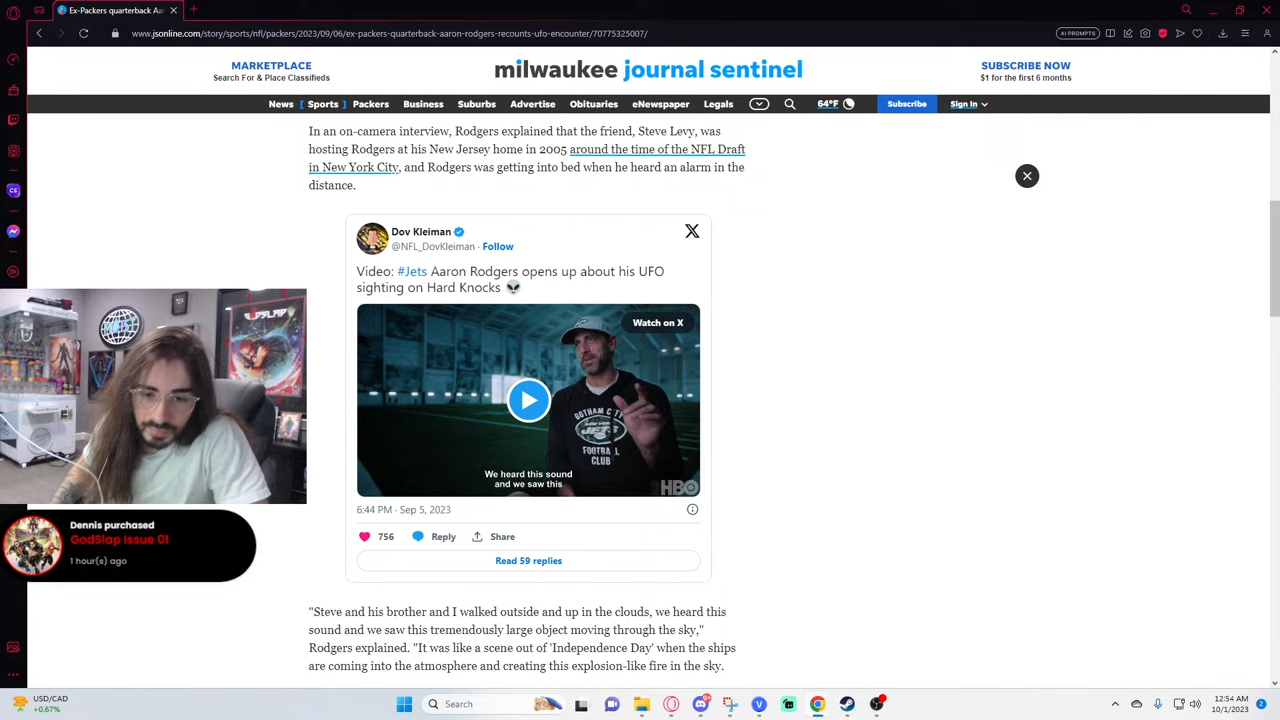 Ex-Packers quarterback Aaron
www.jsonline.com/story/sports/nfl/packers/2023/09/06/ex-packers-quarterback-aaron-rodgers-recounts-ufo-encounter/70775325007/
AI PROMPTS
MARKETPLACE
Search For & Place Classifieds
milwaukee journal sentinel
SUBSCRIBE NOW
$1 for the first 6 months
News [ Sports ] Packers Business Suburbs Advertise Obituaries eNewspaper Legals 64°F Subscribe Sign In
In an on-camera interview, Rodgers explained that the friend, Steve Levy, was
hosting Rodgers at his New Jersey home in 2005 around the time of the NFL Draft
in New York City, and Rodgers was getting into bed when he heard an alarm in the
distance.
Dov Kleiman
@NFL_DovKleiman · Follow
Video: #Jets Aaron Rodgers opens up about his UFO
sighting on Hard Knocks
Watch on X
GOTHAM CITY
JETS
FOOTBALL
CLUB
We heard this sound
and we saw this
HBO
6:44 PM · Sep 5, 2023
756 Reply Share
Read 59 replies
GODSLAP
Dennis purchased
GodSlap Issue 01
1 hour(s) ago
"Steve and his brother and I walked outside and up in the clouds, we heard this
sound and we saw this tremendously large object moving through the sky,"
Rodgers explained. "It was like a scene out of 'Independence Day' when the ships
are coming into the atmosphere and creating this explosion-like fire in the sky.
USD/CAD
+0.67%
Search
12:54 AM
10/1/2023
2